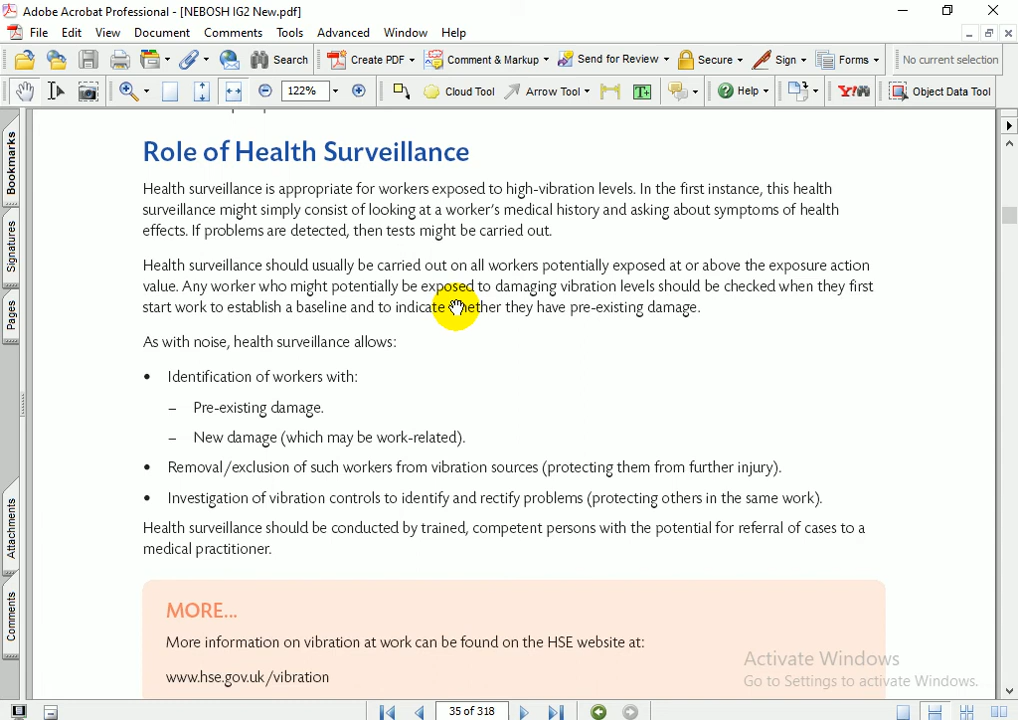 Adobe Acrobat Professional - [NEBOSH IG2 New.pdf]
File Edit View Document Comments Tools Advanced Window Help
Search Create PDF Comment & Markup Send for Review Secure Sign Forms No current selection
122% Cloud Tool Arrow Tool T Help Y! Object Data Tool
Bookmarks
Signatures
Pages
Attachments
Comments
Role of Health Surveillance
Health surveillance is appropriate for workers exposed to high-vibration levels. In the first instance, this health
surveillance might simply consist of looking at a worker's medical history and asking about symptoms of health
effects. If problems are detected, then tests might be carried out.
Health surveillance should usually be carried out on all workers potentially exposed at or above the exposure action
value. Any worker who might potentially be exposed to damaging vibration levels should be checked when they first
start work to establish a baseline and to indicate whether they have pre-existing damage.
As with noise, health surveillance allows:
• Identification of workers with:
– Pre-existing damage.
– New damage (which may be work-related).
• Removal/exclusion of such workers from vibration sources (protecting them from further injury).
• Investigation of vibration controls to identify and rectify problems (protecting others in the same work).
Health surveillance should be conducted by trained, competent persons with the potential for referral of cases to a
medical practitioner.
MORE...
More information on vibration at work can be found on the HSE website at:
www.hse.gov.uk/vibration
Activate Windows
Go to Settings to activate Windows.
35 of 318